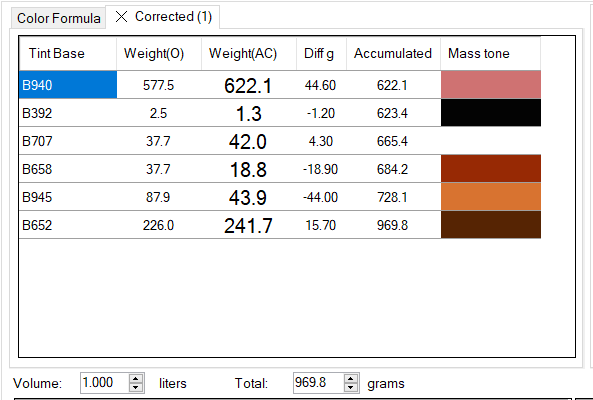 Color Formula Corrected (1)
Tint Base Weight(O) Weight(AC) Diff g Accumulated Mass tone
B940 577.5 622.1 44.60 622.1
B392 2.5 1.3 -1.20 623.4
B707 37.7 42.0 4.30 665.4
B658 37.7 18.8 -18.90 684.2
B945 87.9 43.9 -44.00 728.1
B652 226.0 241.7 15.70 969.8
Volume: 1.000 liters Total: 969.8 grams